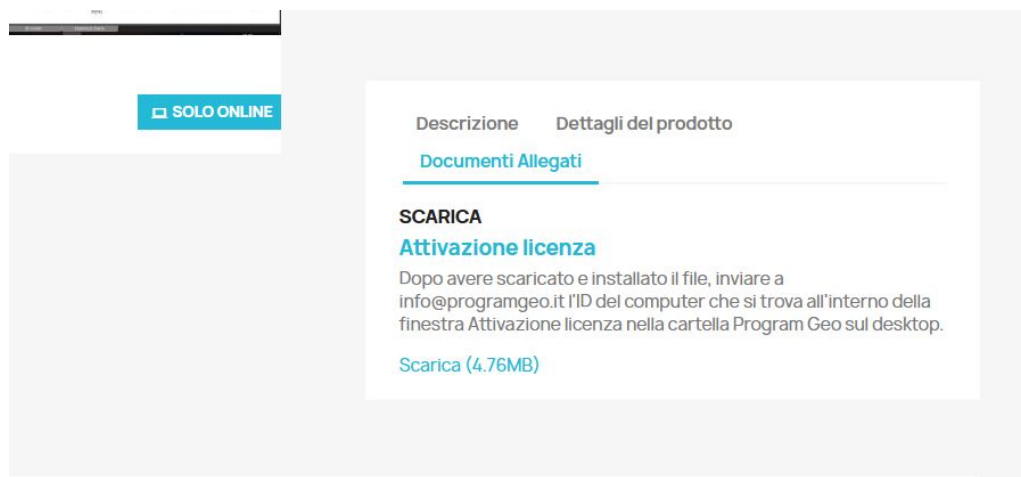 SOLO ONLINE
Descrizione Dettagli del prodotto
Documenti Allegati
SCARICA
Attivazione licenza
Dopo avere scaricato e installato il file, inviare a
info@programgeo.it l'ID del computer che si trova all'interno della
finestra Attivazione licenza nella cartella Program Geo sul desktop.
Scarica (4.76MB)